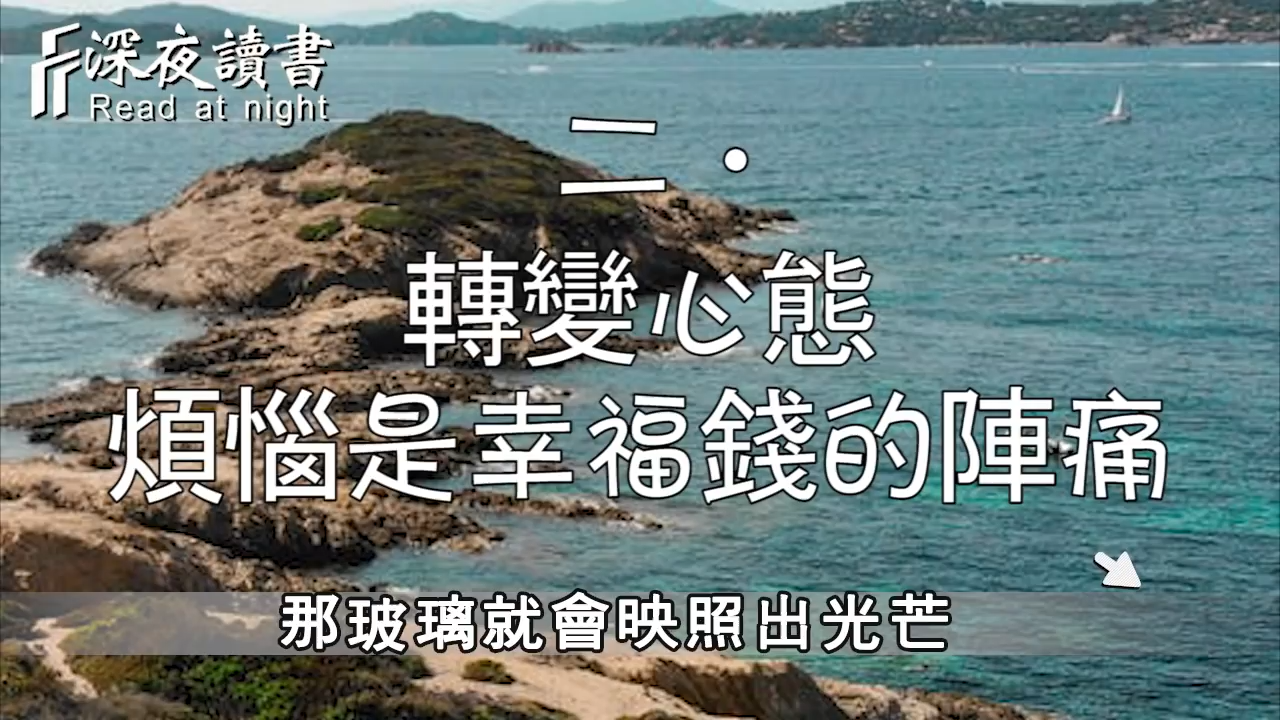 深夜讀書
Read at night
二·
轉變心態
煩惱是幸福錢的陣痛
那玻璃就會映照出光芒